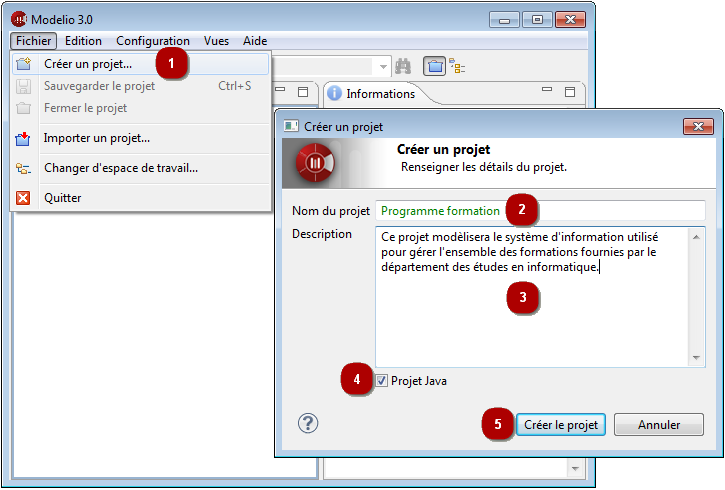 Modelio 3.0
Fichier Edition Configuration Vues Aide
Créer un projet... 1
Sauvegarder le projet Ctrl+S
Fermer le projet
Importer un projet...
Changer d'espace de travail...
Quitter
Informations
Créer un projet
Créer un projet
Renseigner les détails du projet.
Nom du projet Programme formation 2
Description
Ce projet modèlisera le système d'information utilisé
pour gérer l'ensemble des formations fournies par le
département des études en informatique.
3
4 Projet Java
? 5 Créer le projet Annuler